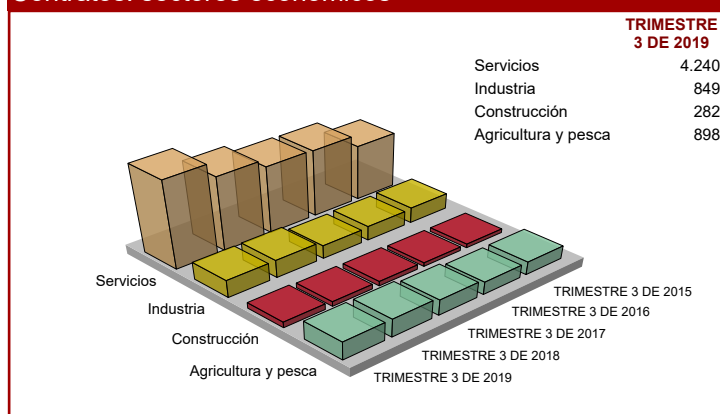 TRIMESTRE
3 DE 2019
Servicios 4.240
Industria 849
Construcción 282
Agricultura y pesca 898
Servicios
Industria
Construcción
Agricultura y pesca
TRIMESTRE 3 DE 2015
TRIMESTRE 3 DE 2016
TRIMESTRE 3 DE 2017
TRIMESTRE 3 DE 2018
TRIMESTRE 3 DE 2019